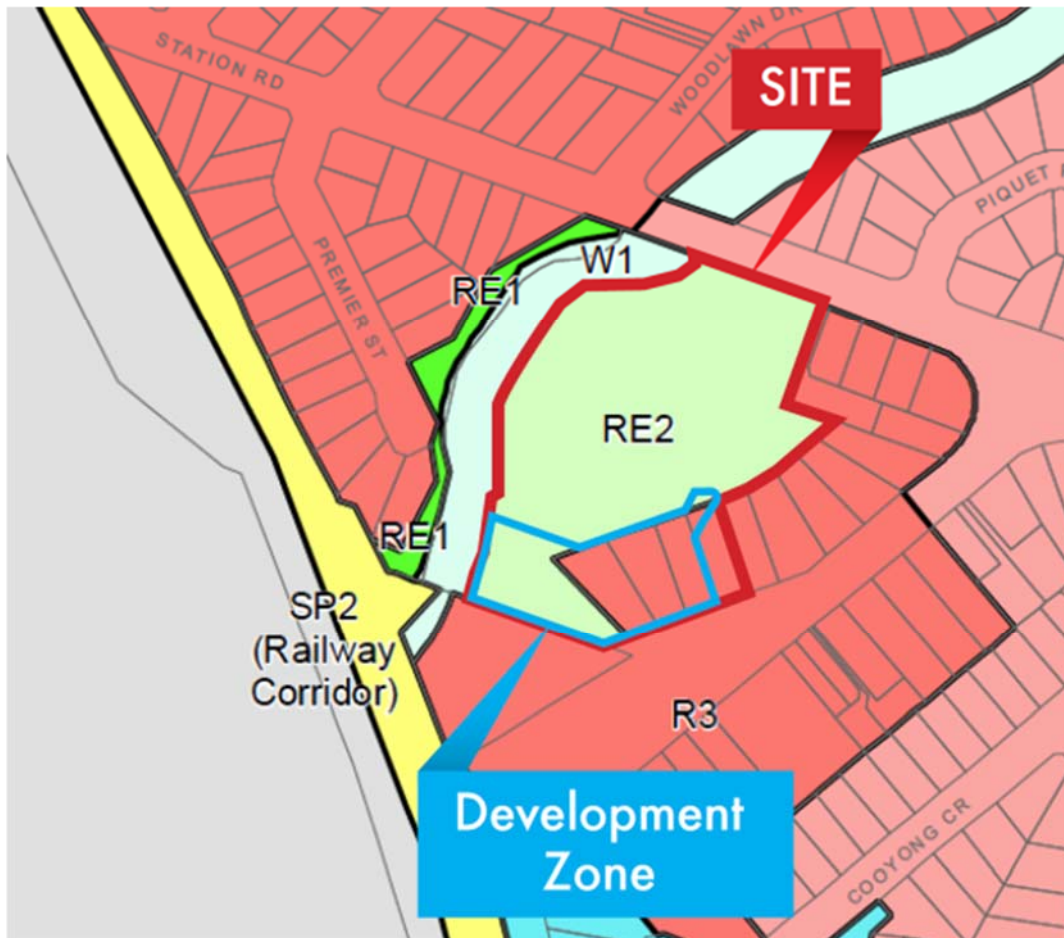 WOODLAWN DR
STATION RD
SITE
PIQUET
W1
PREMIER ST
RE1
RE2
RE1
SP2
(Railway
Corridor)
R3
Development
Zone
COOYONG CR